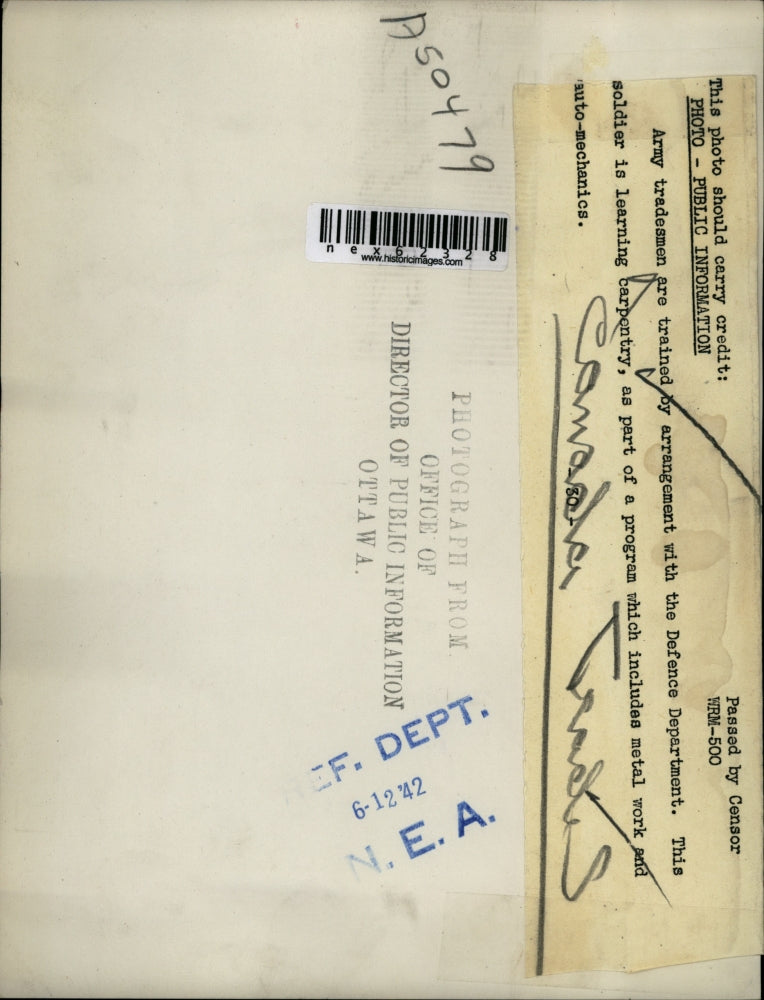 This photo should carry credit:
PHOTO - PUBLIC INFORMATION
Passed by Censor
WRM-500
Army tradesmen are trained by arrangement with the Defence Department. This
soldier is learning carpentry, as part of a program which includes metal work and
auto-mechanics.
-30-
Canada
A50479
nex62328
www.historicimages.com
PHOTOGRAPH FROM
OFFICE OF
DIRECTOR OF PUBLIC INFORMATION
OTTAWA.
EF. DEPT.
6-12'42
N. E. A.